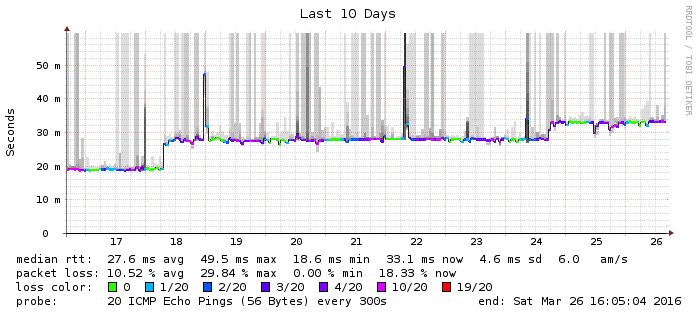 Last 10 Days
RRDTOOL / TOBI OETIKER
Seconds
50 m
40 m
30 m
20 m
10 m
0
17 18 19 20 21 22 23 24 25 26
median rtt: 27.6 ms avg 49.5 ms max 18.6 ms min 33.1 ms now 4.6 ms sd 6.0 am/s
packet loss: 10.52 % avg 29.84 % max 0.00 % min 18.33 % now
loss color: 0 1/20 2/20 3/20 4/20 10/20 19/20
probe: 20 ICMP Echo Pings (56 Bytes) every 300s end: Sat Mar 26 16:05:04 2016